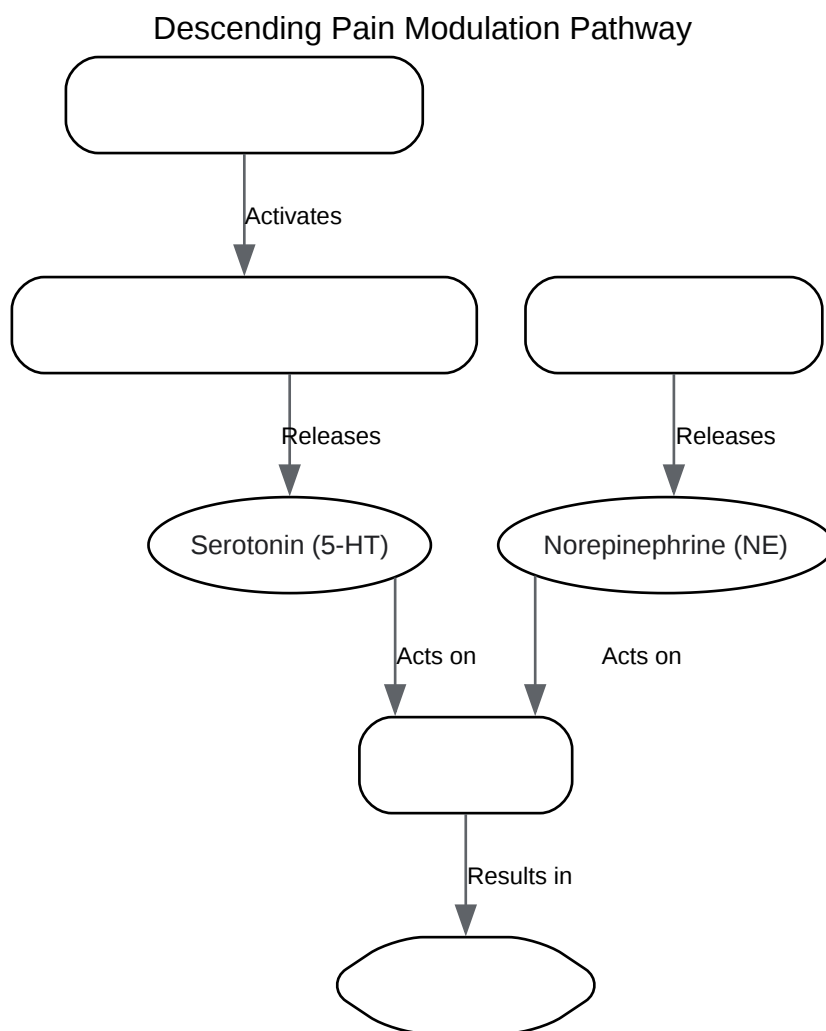 Descending Pain Modulation Pathway
Activates
Releases
Releases
Serotonin (5-HT)
Norepinephrine (NE)
Acts on
Acts on
Results in